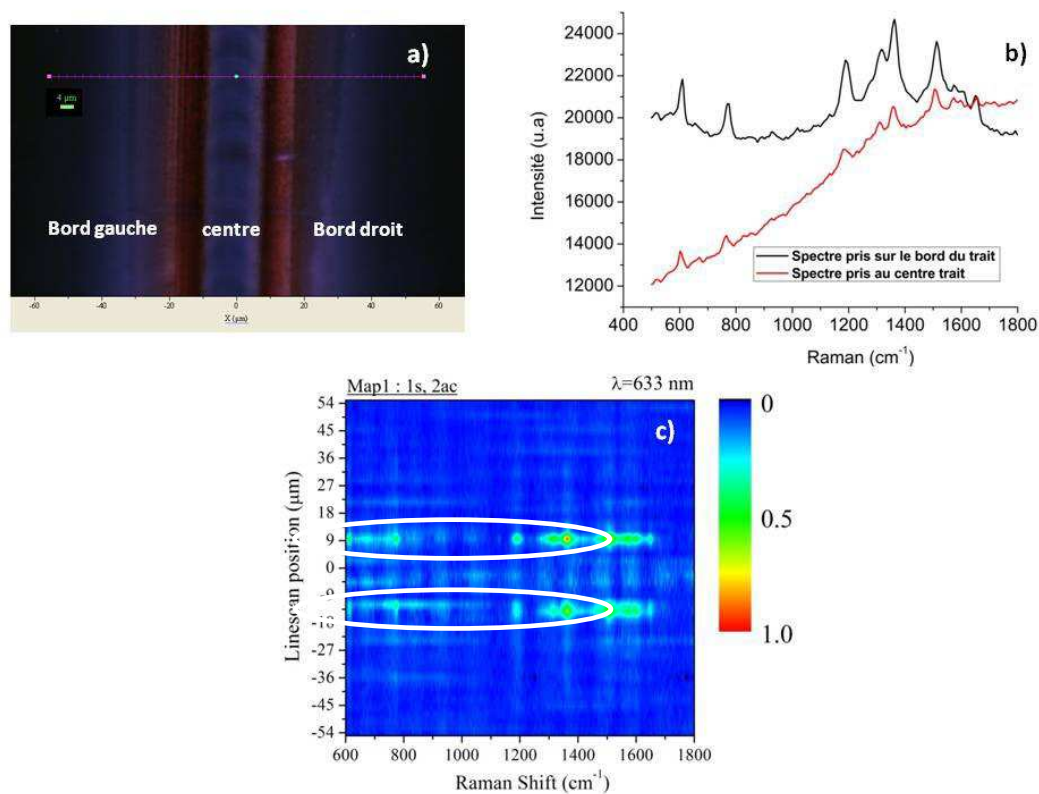 a)
4 µm
Bord gauche
centre
Bord droit
-60 -40 -20 0 20 40 60
X (µm)
b)
Intensité (u.a)
24000
22000
20000
18000
16000
14000
12000
Spectre pris sur le bord du trait
Spectre pris au centre trait
400 600 800 1000 1200 1400 1600 1800
Raman (cm-1)
Map1 : 1s, 2ac
λ=633 nm
c)
Linescan position (µm)
54
45
36
27
18
9
0
-18
-27
-36
-45
-54
600 800 1000 1200 1400 1600 1800
Raman Shift (cm-1)
0
0.5
1.0